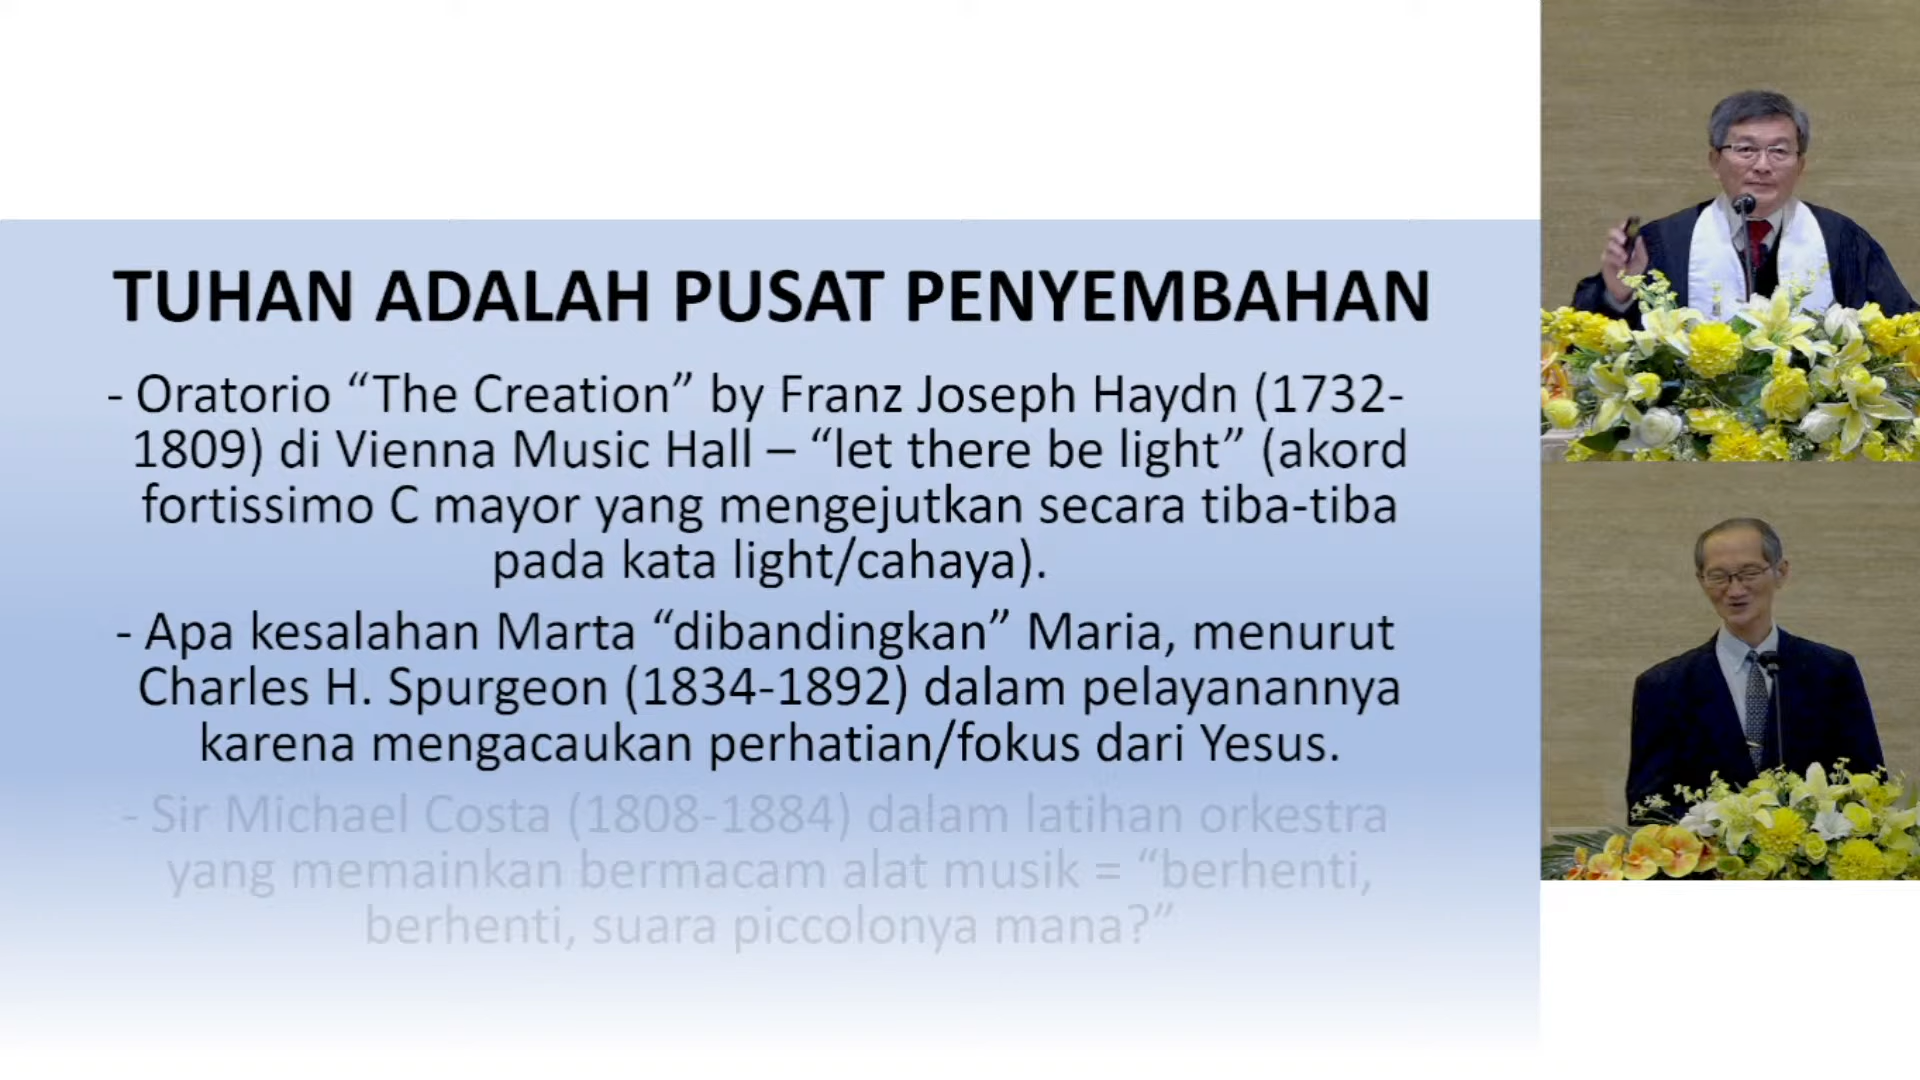 TUHAN ADALAH PUSAT PENYEMBAHAN
- Oratorio “The Creation” by Franz Joseph Haydn (1732-
1809) di Vienna Music Hall – “let there be light” (akord
fortissimo C mayor yang mengejutkan secara tiba-tiba
pada kata light/cahaya).
- Apa kesalahan Marta “dibandingkan” Maria, menurut
Charles H. Spurgeon (1834-1892) dalam pelayanannya
karena mengacaukan perhatian/fokus dari Yesus.
- Sir Michael Costa (1808-1884) dalam latihan orkestra
yang memainkan bermacam alat musik = “berhenti,
berhenti, suara piccolonya mana?”